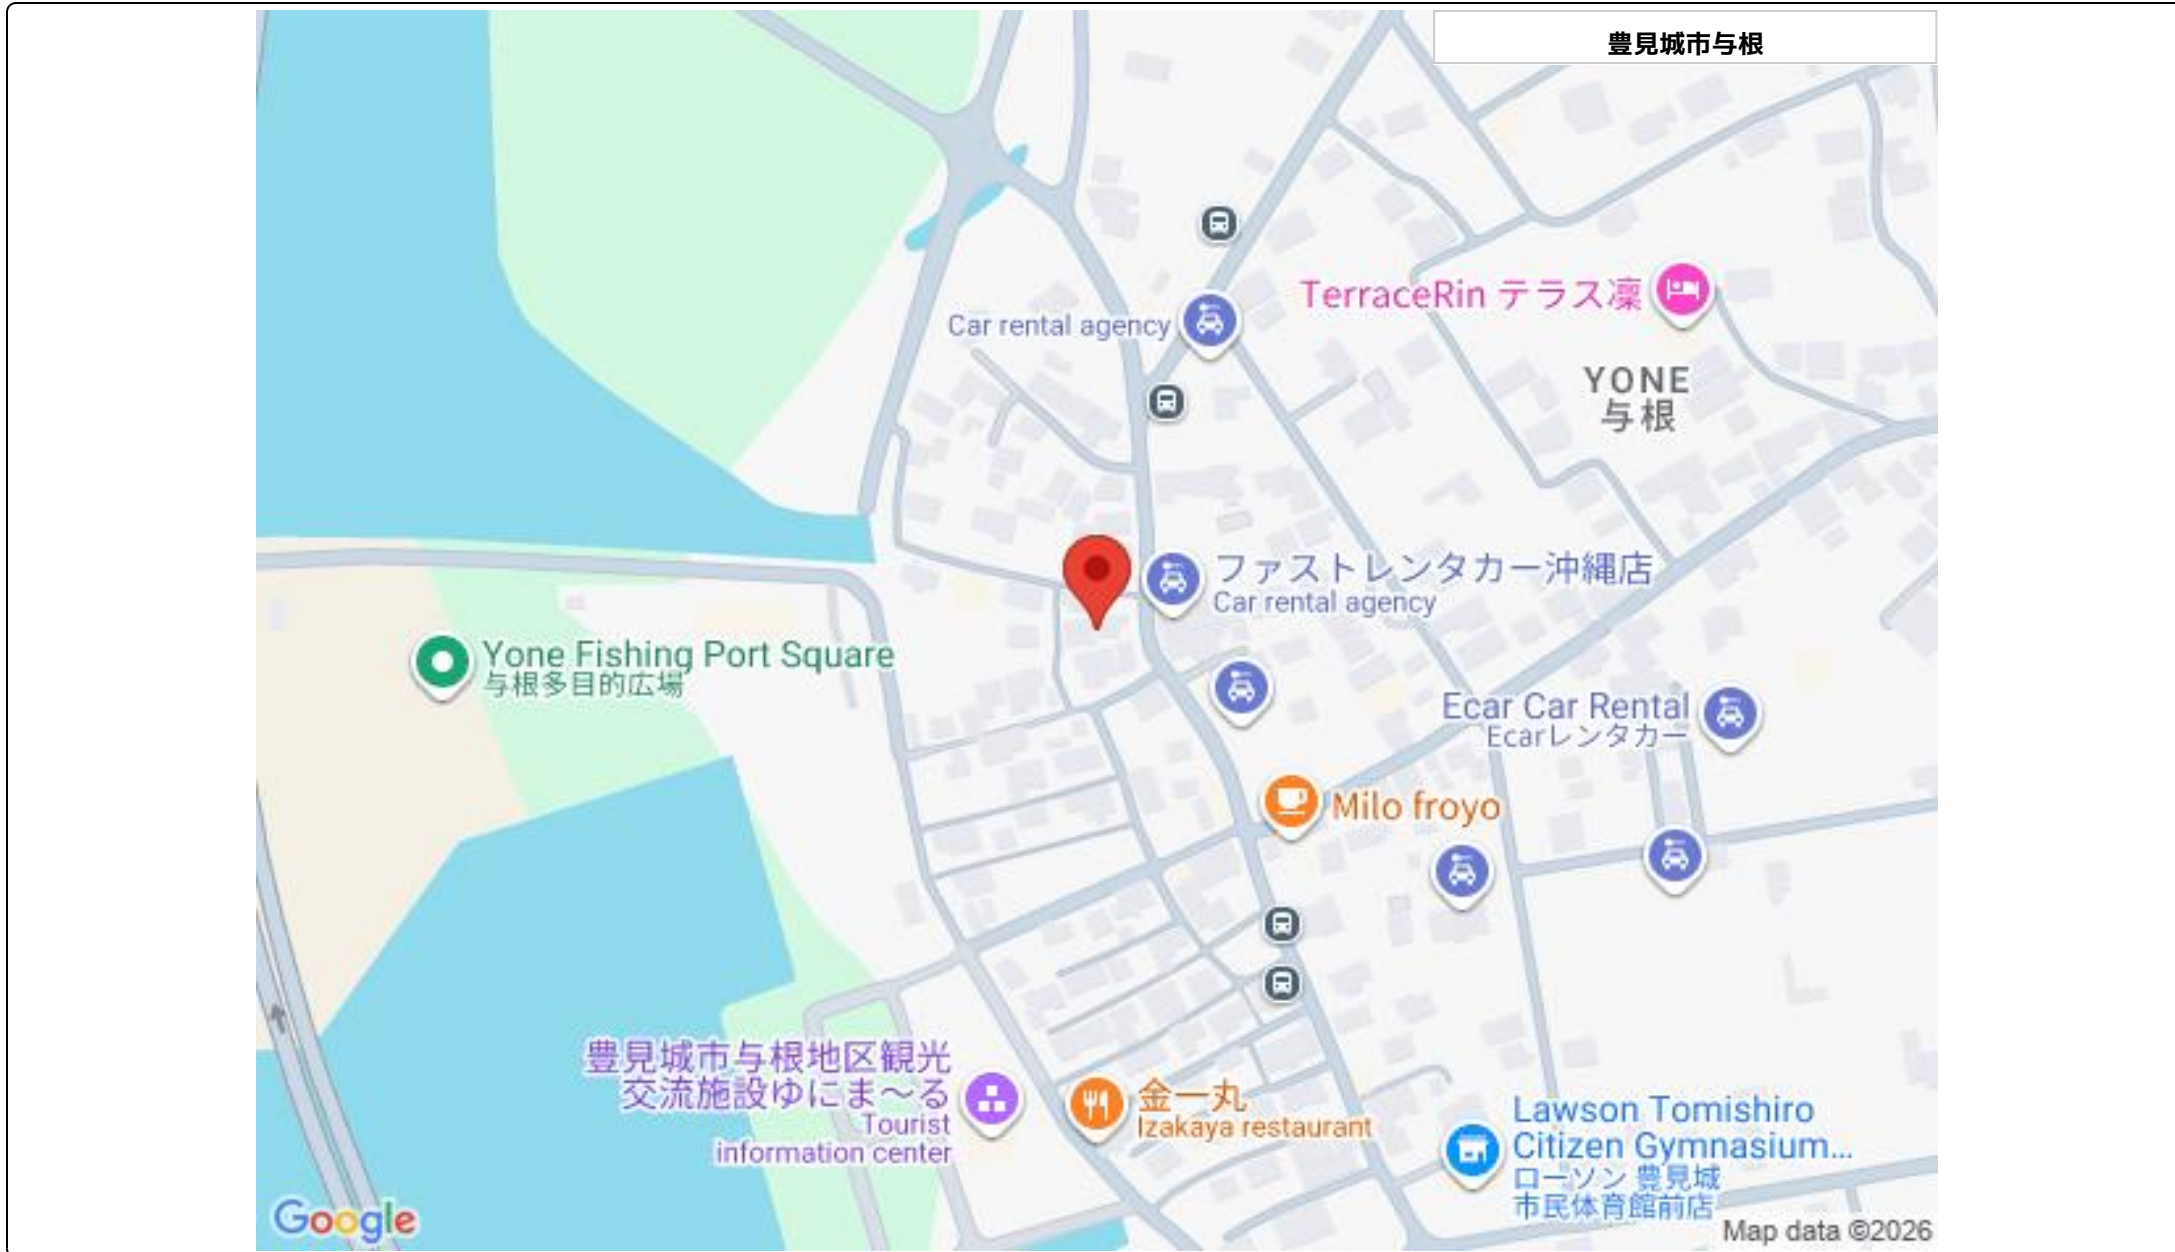 豊見城市与根
TerraceRin テラス凜
Car rental agency
YONE
与根
ファストレンタカー沖縄店
Car rental agency
Yone Fishing Port Square
与根多目的広場
Ecar Car Rental
Ecarレンタカー
Milo froyo
豊見城市与根地区観光
交流施設ゆにま〜る
Tourist
information center
金一丸
Izakaya restaurant
Lawson Tomishiro
Citizen Gymnasium...
ローソン 豊見城
市民体育館前店
Google
Map data ©2026